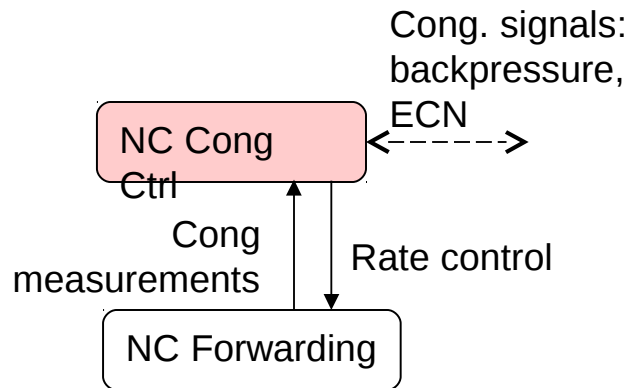 Cong. signals:
backpressure,
ECN
NC Cong
Ctrl
Cong
measurements
Rate control
NC Forwarding